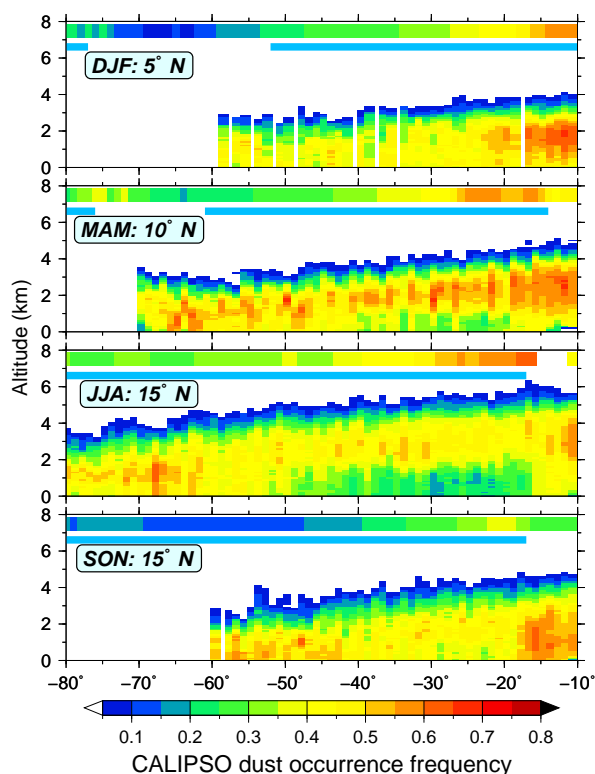 8
6
4
2
0
DJF: 5° N
8
6
4
2
0
MAM: 10° N
Altitude (km)
8
6
4
2
0
JJA: 15° N
8
6
4
2
0
SON: 15° N
−80 −70 −60 −50 −40 −30 −20 −10
0.1 0.2 0.3 0.4 0.5 0.6 0.7 0.8
CALIPSO dust occurrence frequency